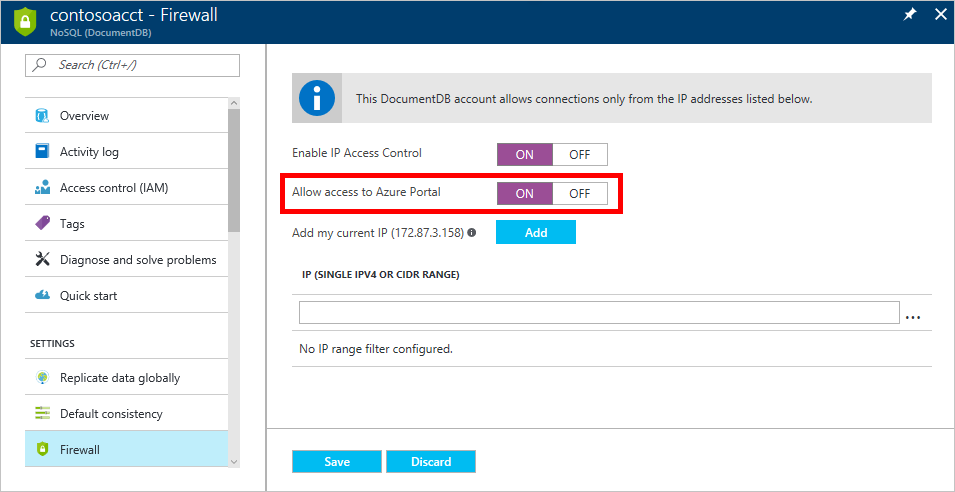 contosoacct - Firewall
NoSQL (DocumentDB)
Search (Ctrl+/)
Overview
Activity log
Access control (IAM)
Tags
Diagnose and solve problems
Quick start
SETTINGS
Replicate data globally
Default consistency
Firewall
This DocumentDB account allows connections only from the IP addresses listed below.
Enable IP Access Control ON OFF
Allow access to Azure Portal ON OFF
Add my current IP (172.87.3.158) Add
IP (SINGLE IPV4 OR CIDR RANGE)
...
No IP range filter configured.
Save Discard